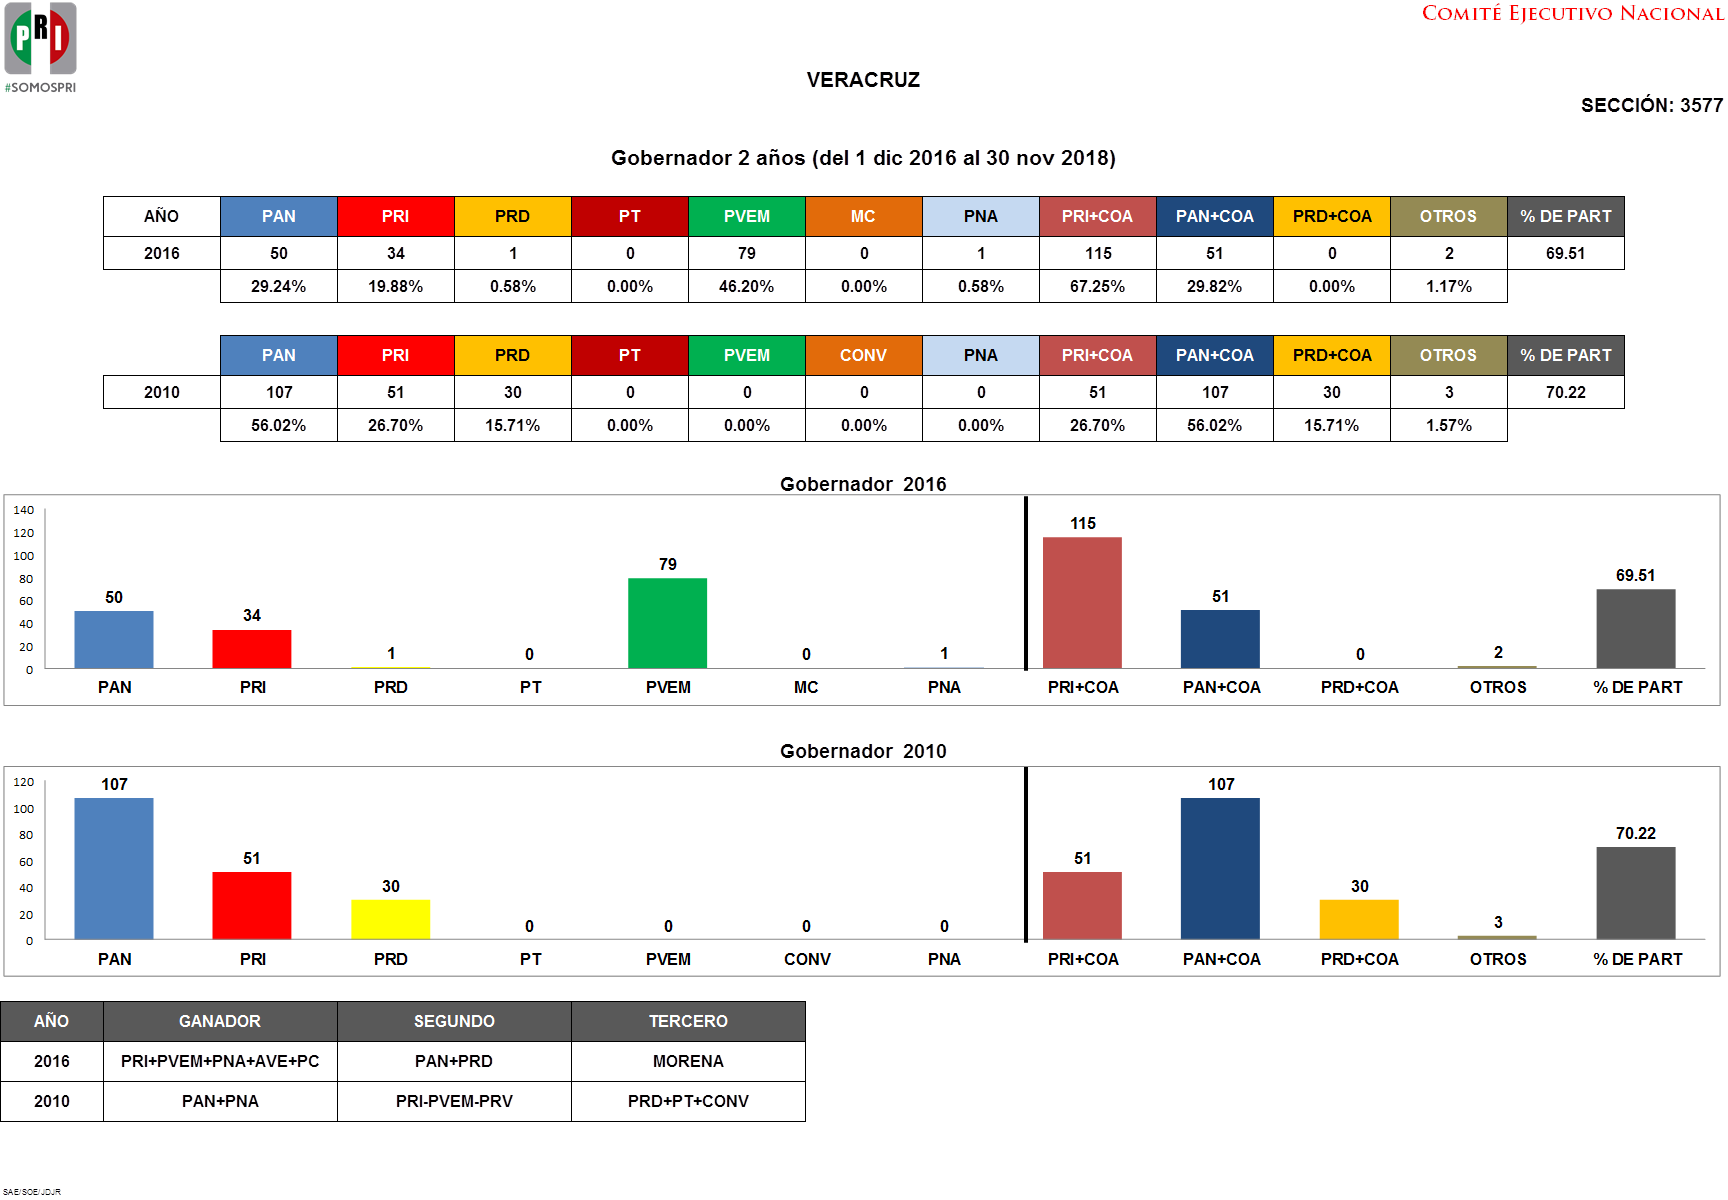 PRI
#SOMOSPRI
COMITÉ EJECUTIVO NACIONAL
VERACRUZ
SECCIÓN: 3577
Gobernador 2 años (del 1 dic 2016 al 30 nov 2018)
AÑO PAN PRI PRD PT PVEM MC PNA PRI+COA PAN+COA PRD+COA OTROS % DE PART
2016 50 34 1 0 79 0 1 115 51 0 2 69.51
29.24% 19.88% 0.58% 0.00% 46.20% 0.00% 0.58% 67.25% 29.82% 0.00% 1.17%
PAN PRI PRD PT PVEM CONV PNA PRI+COA PAN+COA PRD+COA OTROS % DE PART
2010 107 51 30 0 0 0 0 51 107 30 3 70.22
56.02% 26.70% 15.71% 0.00% 0.00% 0.00% 0.00% 26.70% 56.02% 15.71% 1.57%
Gobernador 2016
140
120
100
80
60
40
20
0
50 34 1 0 79 0 1 115 51 0 2 69.51
PAN PRI PRD PT PVEM MC PNA PRI+COA PAN+COA PRD+COA OTROS % DE PART
Gobernador 2010
120
100
80
60
40
20
0
107 51 30 0 0 0 0 51 107 30 3 70.22
PAN PRI PRD PT PVEM CONV PNA PRI+COA PAN+COA PRD+COA OTROS % DE PART
AÑO GANADOR SEGUNDO TERCERO
2016 PRI+PVEM+PNA+AVE+PC PAN+PRD MORENA
2010 PAN+PNA PRI-PVEM-PRV PRD+PT+CONV
SAE/SOE/JDJR